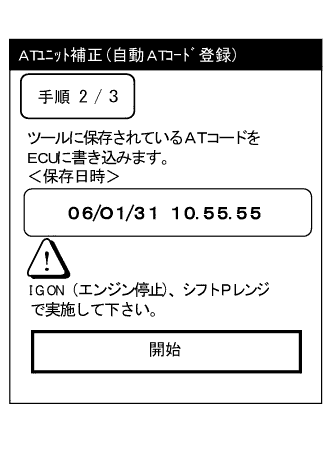 ATユニット補正(自動ATコード登録)
手順 2 / 3
ツールに保存されているATコードを
ECUに書き込みます。
<保存日時>
06/01/31 10.55.55
!
IG ON (エンジン停止)、シフトPレンジ
で実施して下さい。
開始